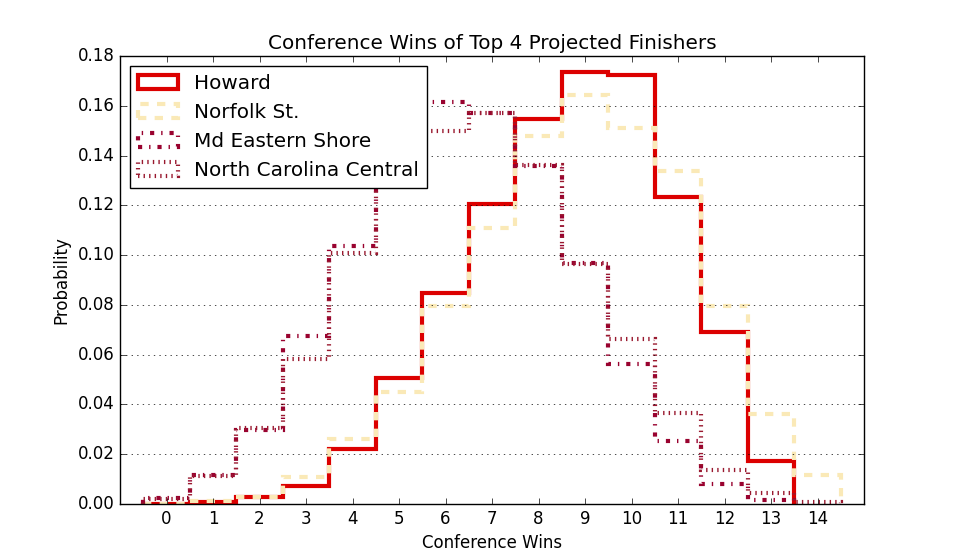 Conference Wins of Top 4 Projected Finishers
0.18
0.16
0.14
0.12
0.10
0.08
0.06
0.04
0.02
0.00
Probability
Howard
Norfolk St.
Md Eastern Shore
North Carolina Central
0 1 2 3 4 5 6 7 8 9 10 11 12 13 14
Conference Wins